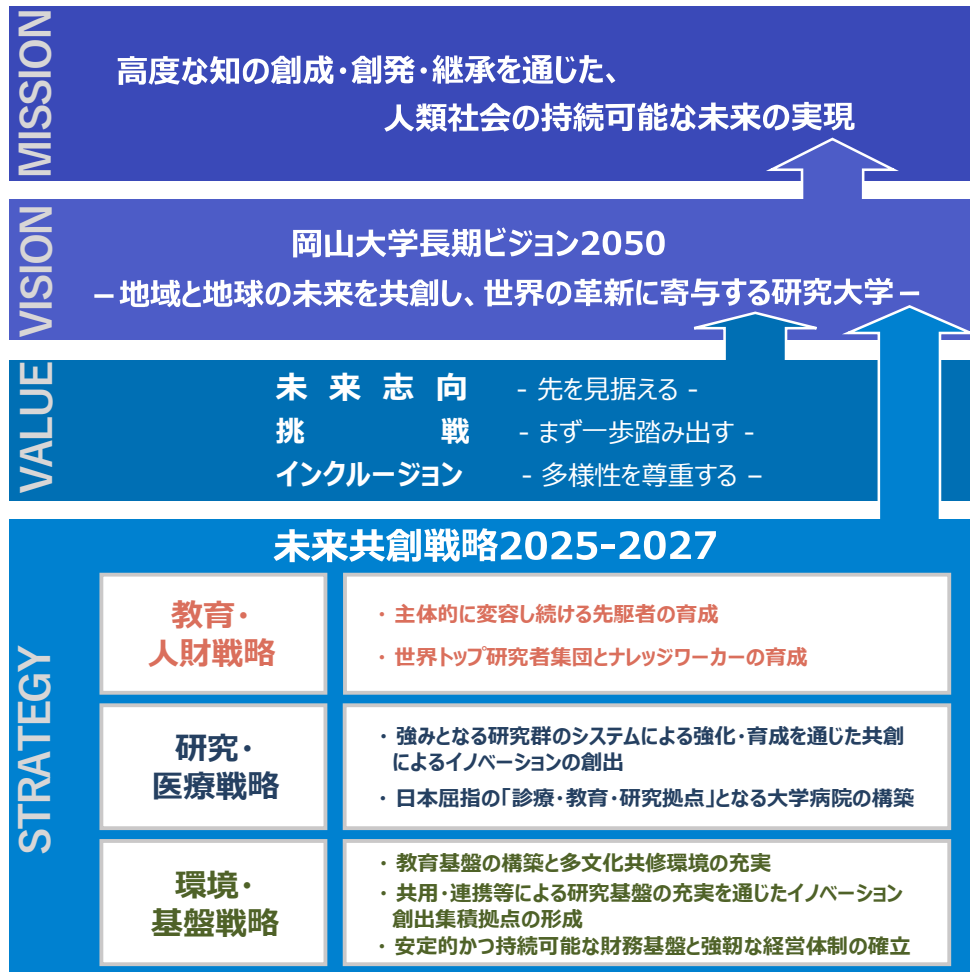 MISSION
高度な知の創成・創発・継承を通じた、
人類社会の持続可能な未来の実現
VISION
岡山大学長期ビジョン2050
－地域と地球の未来を共創し、世界の革新に寄与する研究大学－
VALUE
未来志向 - 先を見据える -
挑戦 - まず一歩踏み出す -
インクルージョン - 多様性を尊重する –
STRATEGY
未来共創戦略2025-2027
教育・
人財戦略
・主体的に変容し続ける先駆者の育成
・世界トップ研究者集団とナレッジワーカーの育成
研究・
医療戦略
・強みとなる研究群のシステムによる強化・育成を通じた共創
によるイノベーションの創出
・日本屈指の「診療・教育・研究拠点」となる大学病院の構築
環境・
基盤戦略
・教育基盤の構築と多文化共修環境の充実
・共用・連携等による研究基盤の充実を通じたイノベーション
創出集積拠点の形成
・安定的かつ持続可能な財務基盤と強靭な経営体制の確立